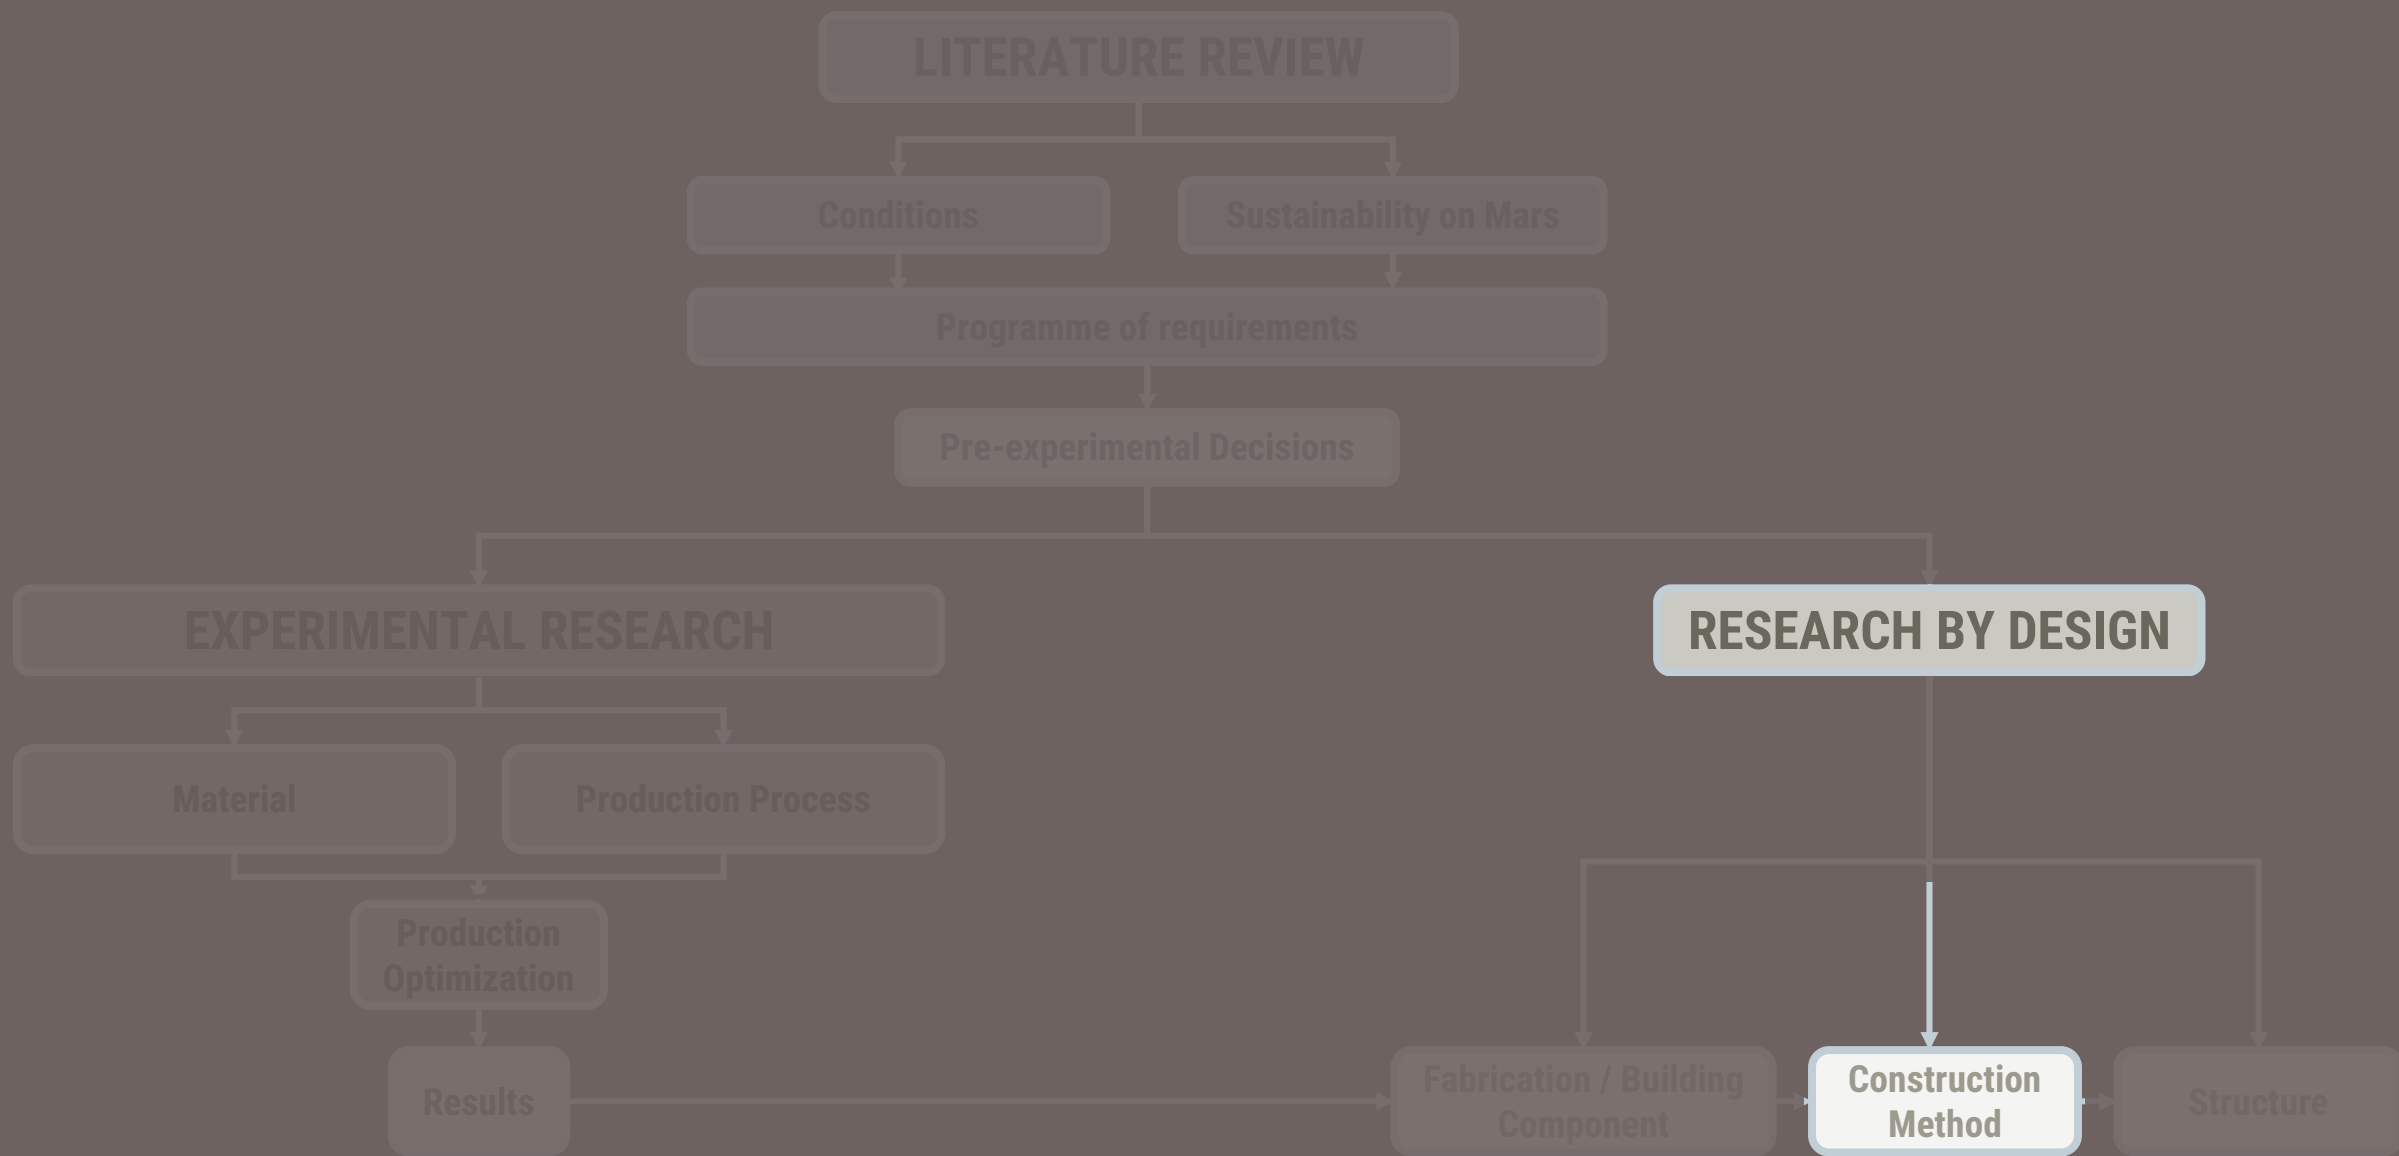 LITERATURE REVIEW
Conditions
Sustainability on Mars
Programme of requirements
Pre-experimental Decisions
EXPERIMENTAL RESEARCH
RESEARCH BY DESIGN
Material
Production Process
Production
Optimization
Results
Fabrication / Building
Component
Construction
Method
Structure